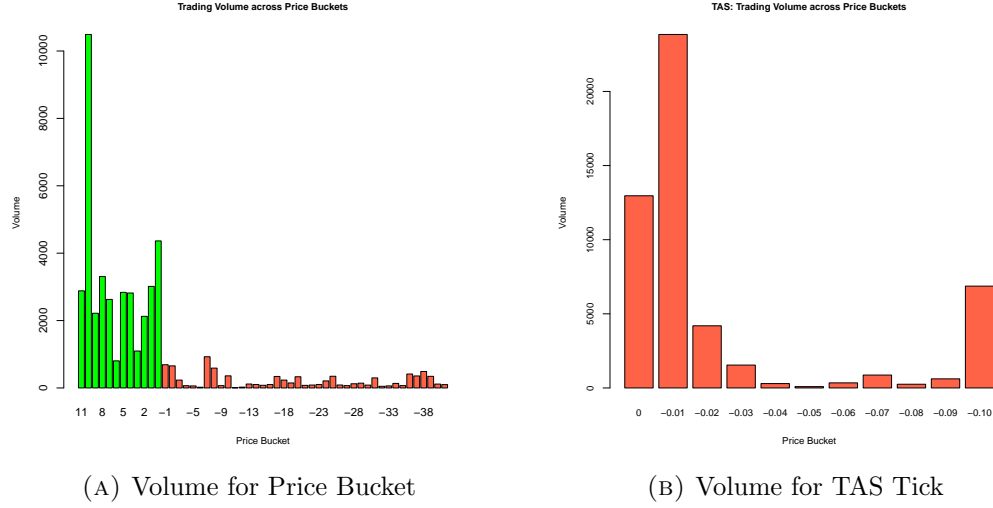 Trading Volume across Price Buckets
Volume
0 2000 4000 6000 8000 10000
11 8 5 2 −1 −5 −9 −13 −18 −23 −28 −33 −38
Price Bucket
(A) Volume for Price Bucket
TAS: Trading Volume across Price Buckets
Volume
0 5000 10000 15000 20000
0 −0.01 −0.02 −0.03 −0.04 −0.05 −0.06 −0.07 −0.08 −0.09 −0.10
Price Bucket
(B) Volume for TAS Tick